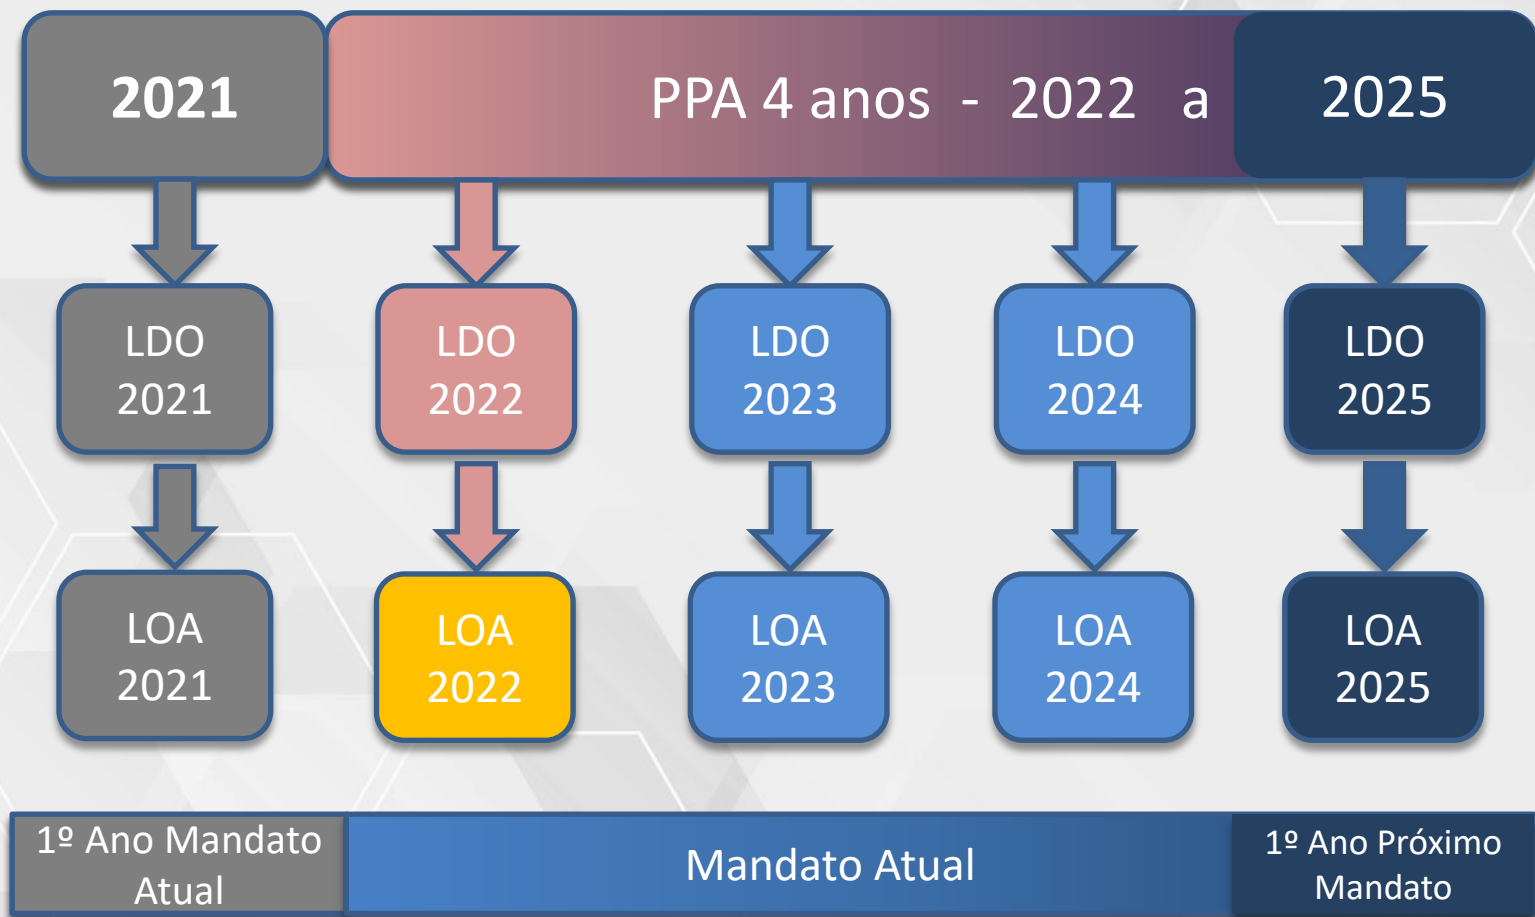 2021
PPA 4 anos - 2022 a 2025
LDO
2021
LDO
2022
LDO
2023
LDO
2024
LDO
2025
LOA
2021
LOA
2022
LOA
2023
LOA
2024
LOA
2025
1º Ano Mandato
Atual
Mandato Atual
1º Ano Próximo
Mandato